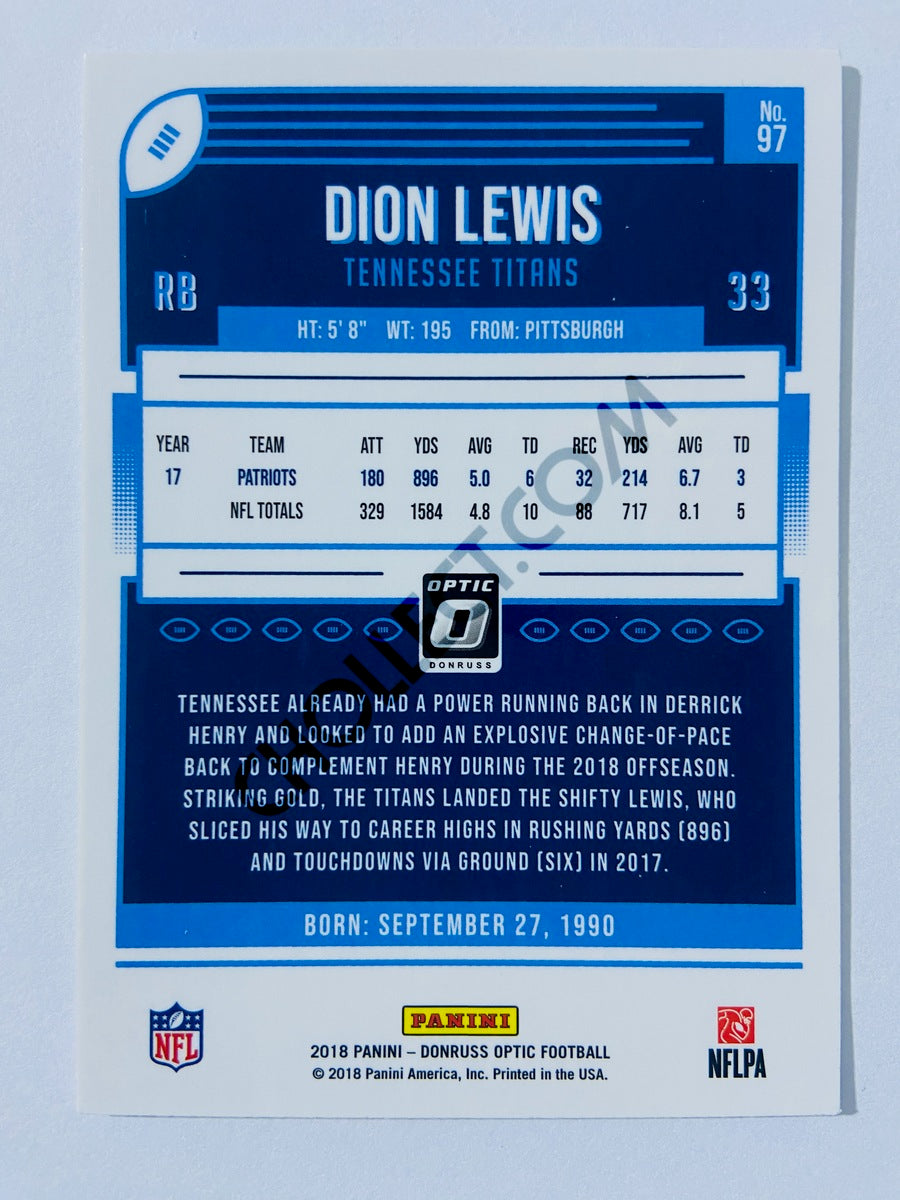 No.
97
DION LEWIS
TENNESSEE TITANS
RB
33
HT: 5' 8" WT: 195 FROM: PITTSBURGH
YEAR TEAM ATT YDS AVG TD REC YDS AVG TD
17 PATRIOTS 180 896 5.0 6 32 214 6.7 3
NFL TOTALS 329 1584 4.8 10 88 717 8.1 5
OPTIC
DONRUSS
CHOLLECT.COM
TENNESSEE ALREADY HAD A POWER RUNNING BACK IN DERRICK
HENRY AND LOOKED TO ADD AN EXPLOSIVE CHANGE-OF-PACE
BACK TO COMPLEMENT HENRY DURING THE 2018 OFFSEASON.
STRIKING GOLD, THE TITANS LANDED THE SHIFTY LEWIS, WHO
SLICED HIS WAY TO CAREER HIGHS IN RUSHING YARDS (896)
AND TOUCHDOWNS VIA GROUND (SIX) IN 2017.
BORN: SEPTEMBER 27, 1990
NFL
PANINI
NFLPA
2018 PANINI – DONRUSS OPTIC FOOTBALL
© 2018 Panini America, Inc. Printed in the USA.